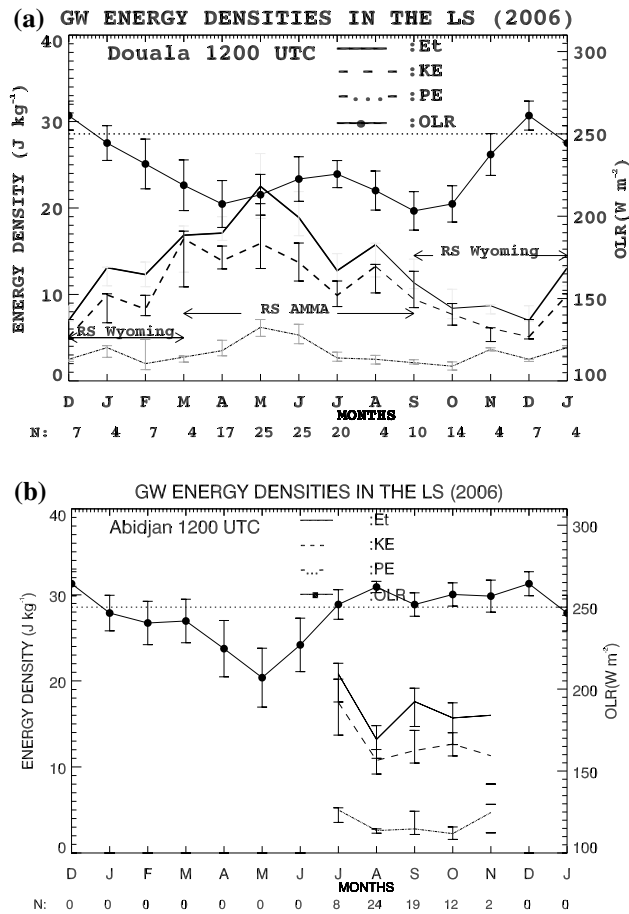 (a) GW ENERGY DENSITIES IN THE LS (2006)
Douala 1200 UTC
:Et
:KE
:PE
:OLR
ENERGY DENSITY (J kg-1)
40
30
20
10
0
OLR(W m-2)
300
250
200
150
100
RS Wyoming
RS AMMA
RS Wyoming
D J F M A M J J A S O N D J
MONTHS
N: 7 4 7 4 17 25 25 20 4 10 14 4 7 4
(b) GW ENERGY DENSITIES IN THE LS (2006)
Abidjan 1200 UTC
:Et
:KE
:PE
:OLR
ENERGY DENSITY (J kg-1)
40
30
20
10
0
OLR(W m-2)
300
250
200
150
100
D J F M A M J J A S O N D J
MONTHS
N: 0 0 0 0 0 0 0 8 24 19 12 2 0 0